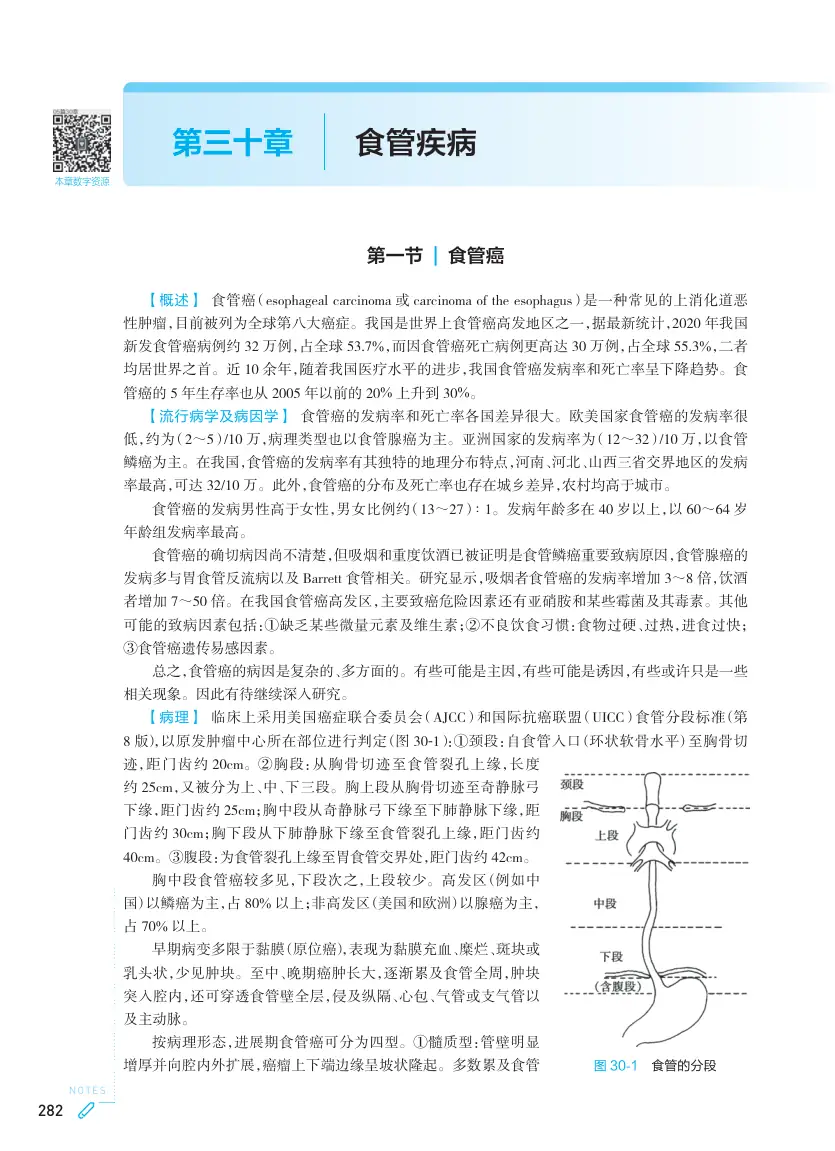 第三十章
食管疾病
本章数字资源
第一节 | 食管癌
【概述】 食管癌（esophageal carcinoma 或 carcinoma of the esophagus）是一种常见的上消化道恶
性肿瘤，目前被列为全球第八大癌症。我国是世界上食管癌高发地区之一，据最新统计，2020 年我国
新发食管癌病例约 32 万例，占全球 53.7%，而因食管癌死亡病例更高达 30 万例，占全球 55.3%，二者
均居世界之首。近 10 余年，随着我国医疗水平的进步，我国食管癌发病率和死亡率呈下降趋势。食
管癌的 5 年生存率也从 2005 年以前的 20% 上升到 30%。
【流行病学及病因学】 食管癌的发病率和死亡率各国差异很大。欧美国家食管癌的发病率很
低，约为（2～5）/10 万，病理类型也以食管腺癌为主。亚洲国家的发病率为（12～32）/10 万，以食管
鳞癌为主。在我国，食管癌的发病率有其独特的地理分布特点，河南、河北、山西三省交界地区的发病
率最高，可达 32/10 万。此外，食管癌的分布及死亡率也存在城乡差异，农村均高于城市。
食管癌的发病男性高于女性，男女比例约（13～27）∶1。发病年龄多在 40 岁以上，以 60～64 岁
年龄组发病率最高。
食管癌的确切病因尚不清楚，但吸烟和重度饮酒已被证明是食管鳞癌重要致病原因，食管腺癌的
发病多与胃食管反流病以及 Barrett 食管相关。研究显示，吸烟者食管癌的发病率增加 3～8 倍，饮酒
者增加 7～50 倍。在我国食管癌高发区，主要致癌危险因素还有亚硝胺和某些霉菌及其毒素。其他
可能的致病因素包括：①缺乏某些微量元素及维生素；②不良饮食习惯：食物过硬、过热，进食过快；
③食管癌遗传易感因素。
总之，食管癌的病因是复杂的、多方面的。有些可能是主因，有些可能是诱因，有些或许只是一些
相关现象。因此有待继续深入研究。
【病理】 临床上采用美国癌症联合委员会（AJCC）和国际抗癌联盟（UICC）食管分段标准（第
8 版），以原发肿瘤中心所在部位进行判定（图 30-1）：①颈段：自食管入口（环状软骨水平）至胸骨切
迹，距门齿约 20cm。②胸段：从胸骨切迹至食管裂孔上缘，长度
约 25cm，又被分为上、中、下三段。胸上段从胸骨切迹至奇静脉弓
下缘，距门齿约 25cm；胸中段从奇静脉弓下缘至下肺静脉下缘，距
门齿约 30cm；胸下段从下肺静脉下缘至食管裂孔上缘，距门齿约
40cm。③腹段：为食管裂孔上缘至胃食管交界处，距门齿约 42cm。
胸中段食管癌较多见，下段次之，上段较少。高发区（例如中
国）以鳞癌为主，占 80% 以上；非高发区（美国和欧洲）以腺癌为主，
占 70% 以上。
早期病变多限于黏膜（原位癌），表现为黏膜充血、糜烂、斑块或
乳头状，少见肿块。至中、晚期癌肿长大，逐渐累及食管全周，肿块
突入腔内，还可穿透食管壁全层，侵及纵隔、心包、气管或支气管以
及主动脉。
按病理形态，进展期食管癌可分为四型。①髓质型：管壁明显
增厚并向腔内外扩展，癌瘤上下端边缘呈坡状隆起。多数累及食管
颈段
胸段
上段
中段
下段
（含腹段）
图 30-1 食管的分段
NOTES
282